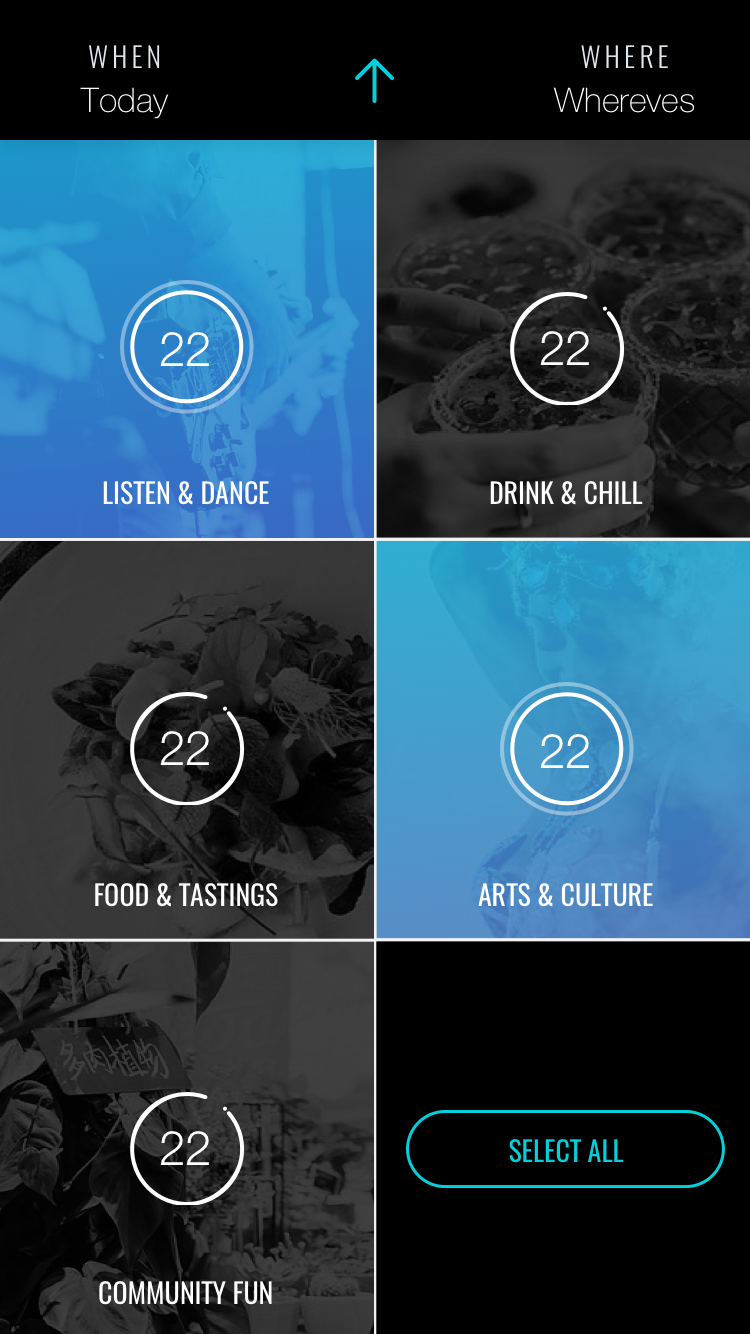 WHEN
WHERE
Today
Whereves
22
22
LISTEN & DANCE
DRINK & CHILL
22
22
FOOD & TASTINGS
ARTS & CULTURE
多肉植物
22
SELECT ALL
COMMUNITY FUN